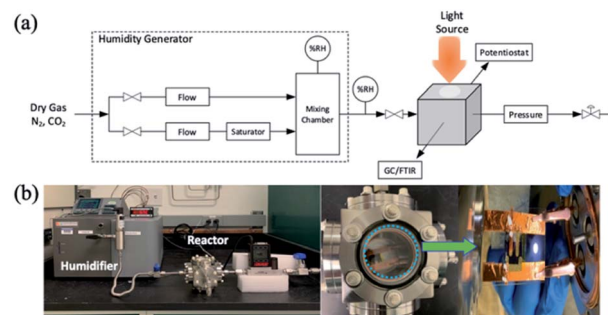 (a)
Humidity Generator
Light
Source
%RH
Potentiostat
%RH
Dry Gas
N₂, CO₂
Flow
Mixing
Chamber
Pressure
Flow
Saturator
GC/FTIR
(b)
Reactor
Humidifier